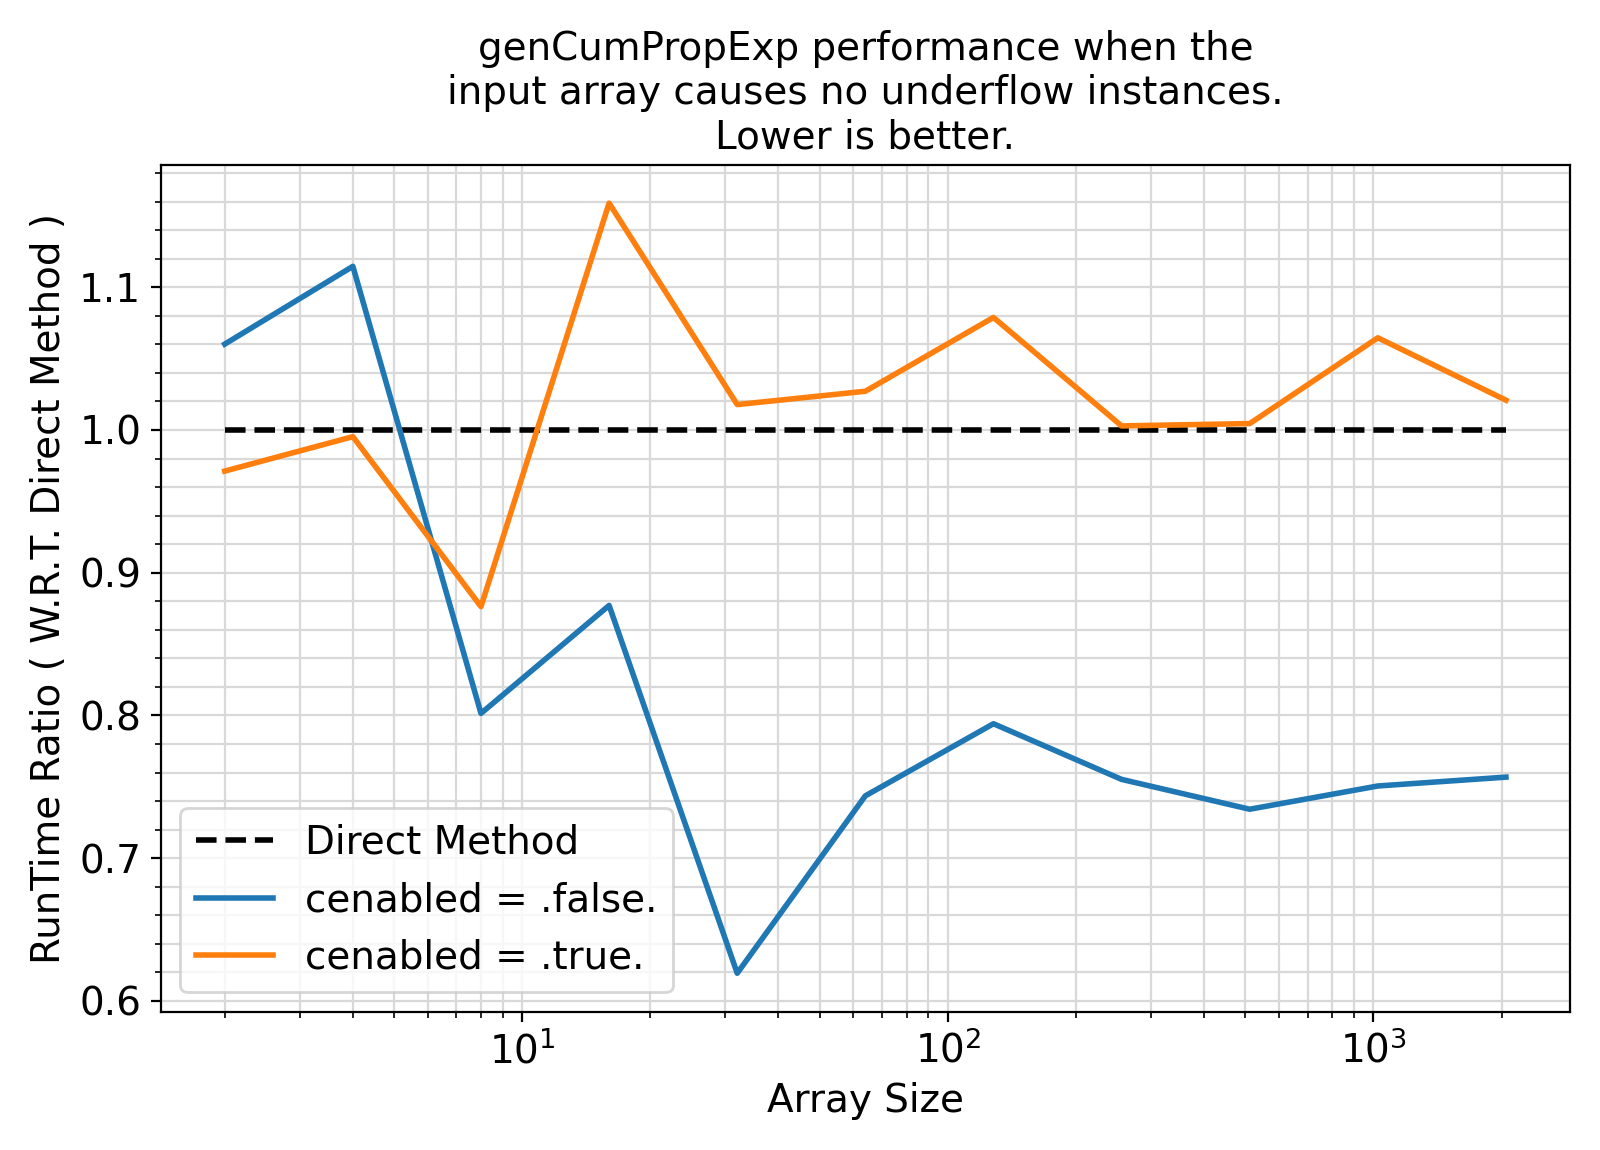 genCumPropExp performance when the
input array causes no underflow instances.
Lower is better.
RunTime Ratio ( W.R.T. Direct Method )
1.1
1.0
0.9
0.8
0.7
0.6
Direct Method
cenabled = .false.
cenabled = .true.
10¹
10²
10³
Array Size